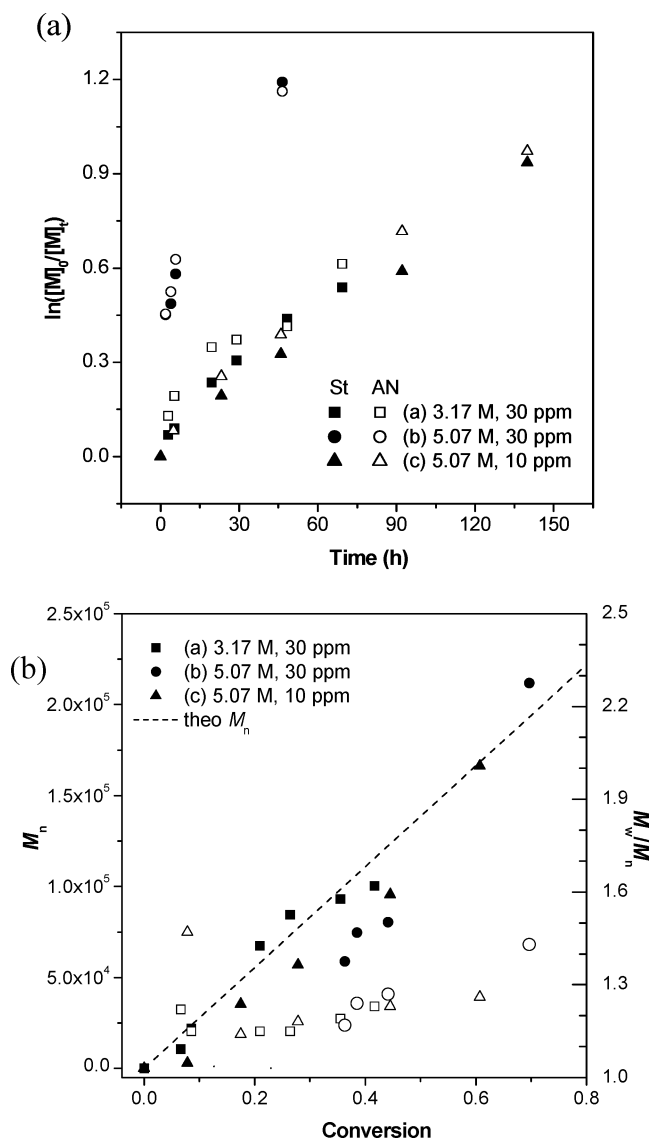 (a)
1.2
0.9
0.6
0.3
0.0
ln([M]0/[M]t)
St AN
(a) 3.17 M, 30 ppm
(b) 5.07 M, 30 ppm
(c) 5.07 M, 10 ppm
0 30 60 90 120 150
Time (h)
(b)
2.5x10^5
2.0x10^5
1.5x10^5
1.0x10^5
5.0x10^4
0.0
Mn
(a) 3.17 M, 30 ppm
(b) 5.07 M, 30 ppm
(c) 5.07 M, 10 ppm
theo Mn
2.5
2.2
1.9
1.6
1.3
1.0
Mw/Mn
0.0 0.2 0.4 0.6 0.8
Conversion